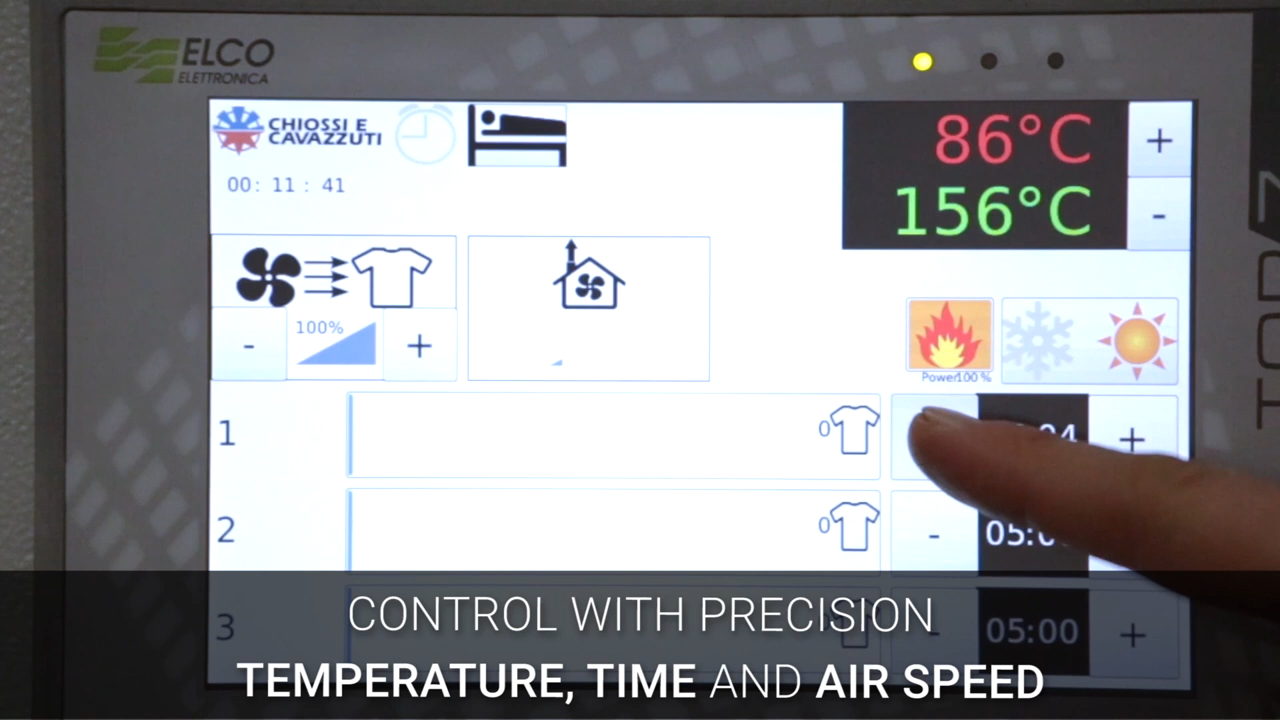 ELCO
ELETTRONICA
CHIOSSI E
CAVAZZUTI
00: 11 : 41
86°C
+
156°C
-
100%
-
+
Power100 %
1
0
+
2
0
-
3
-
05:00
+
CONTROL WITH PRECISION
TEMPERATURE, TIME AND AIR SPEED